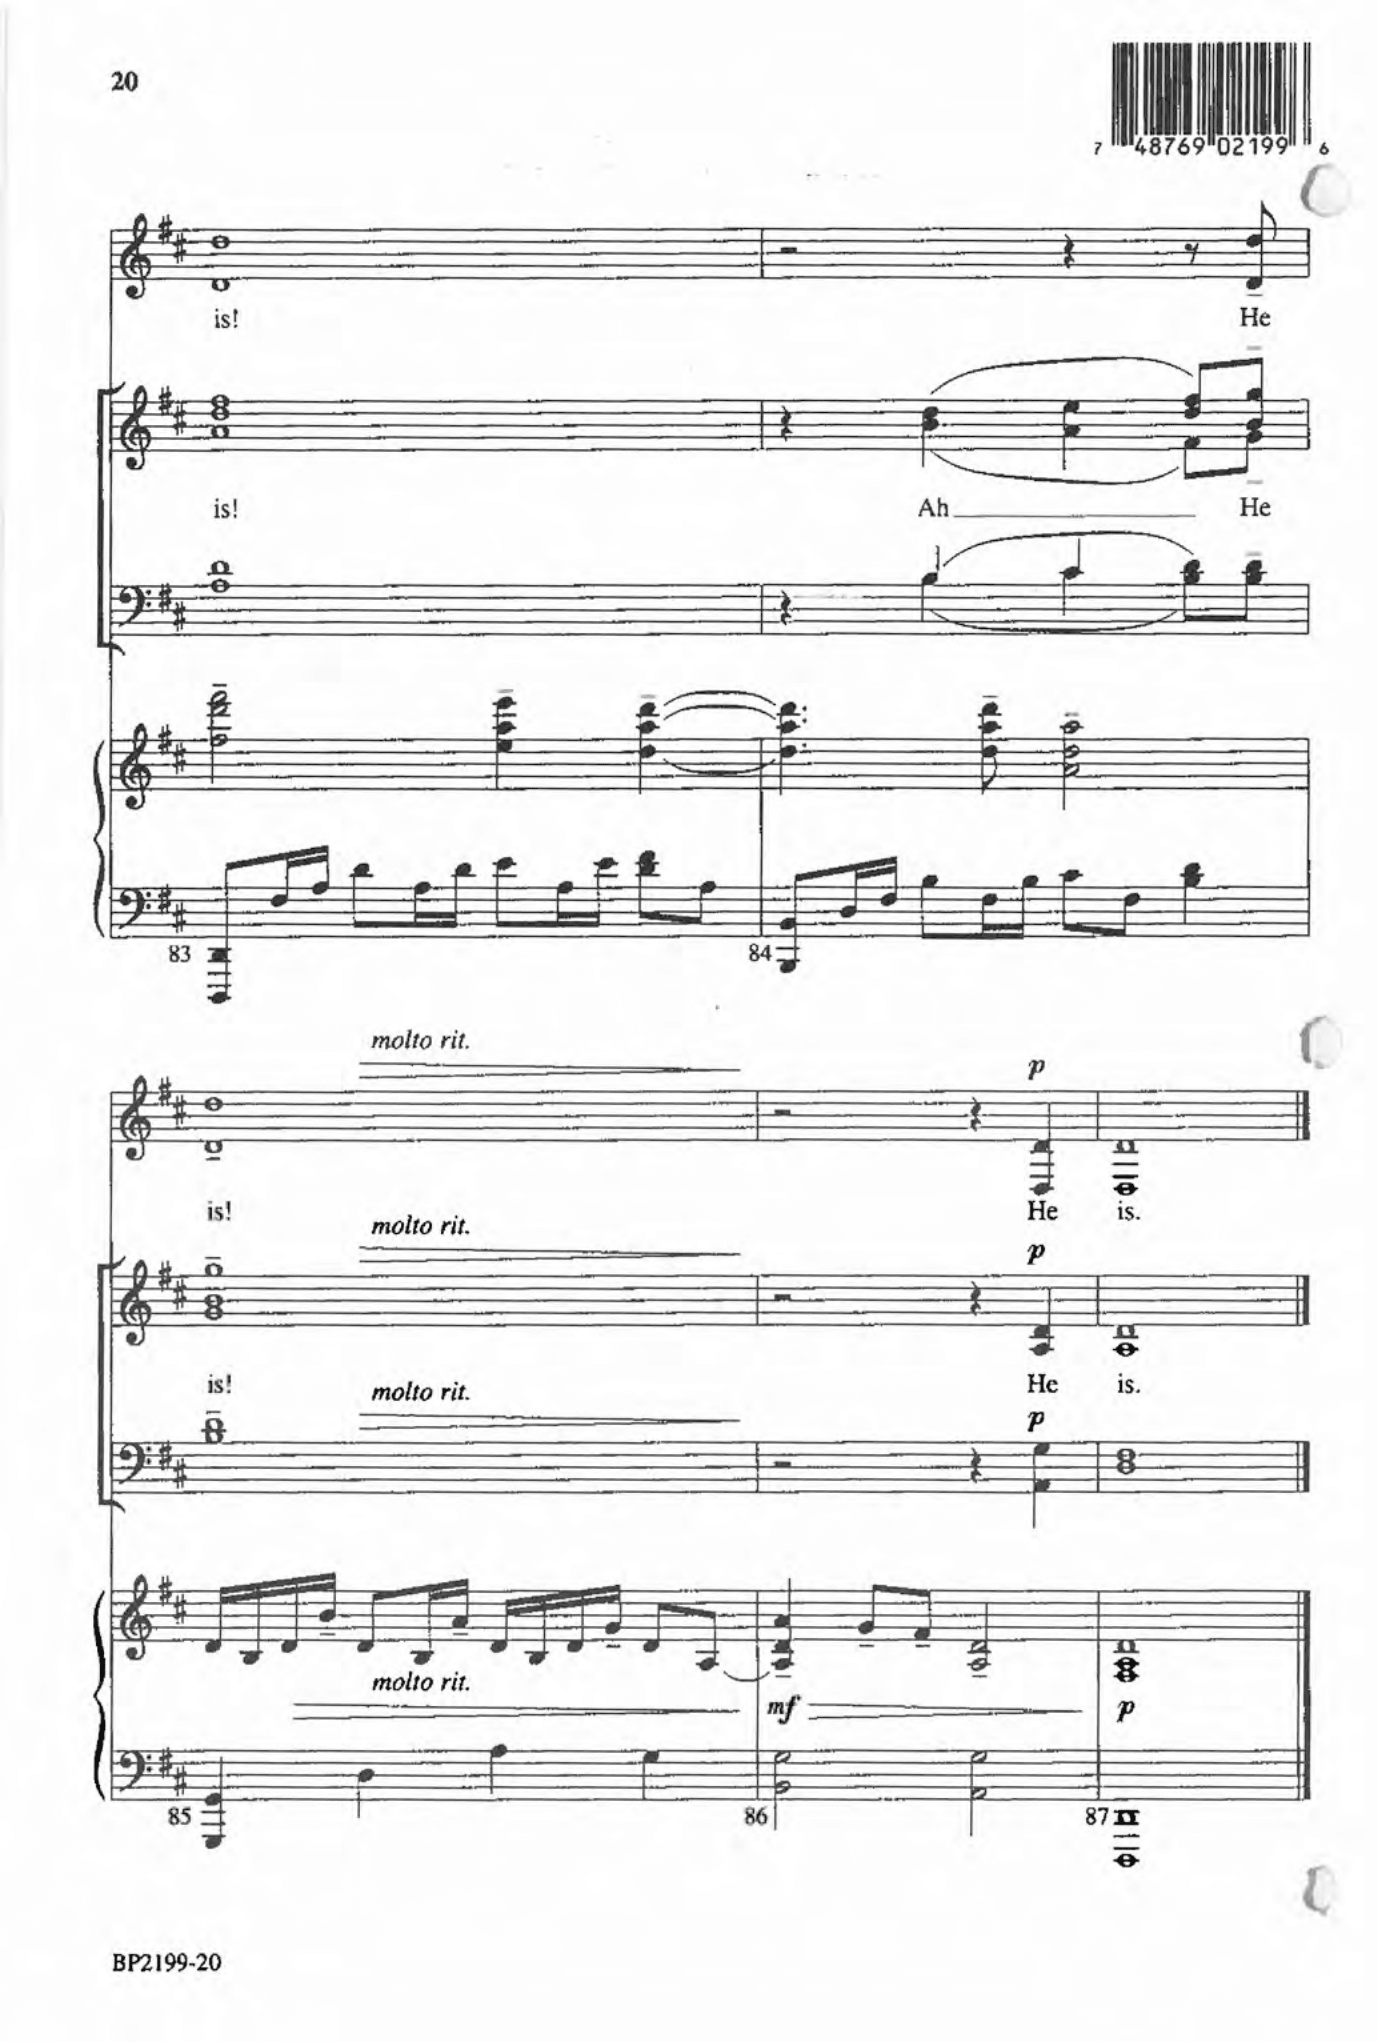 20
7 48769 02199 6
is! He
is! Ah He
83 84
molto rit.
p
is! He is.
molto rit.
p
is! He is.
molto rit.
p
molto rit.
mf p
85 86 87
BP2199-20